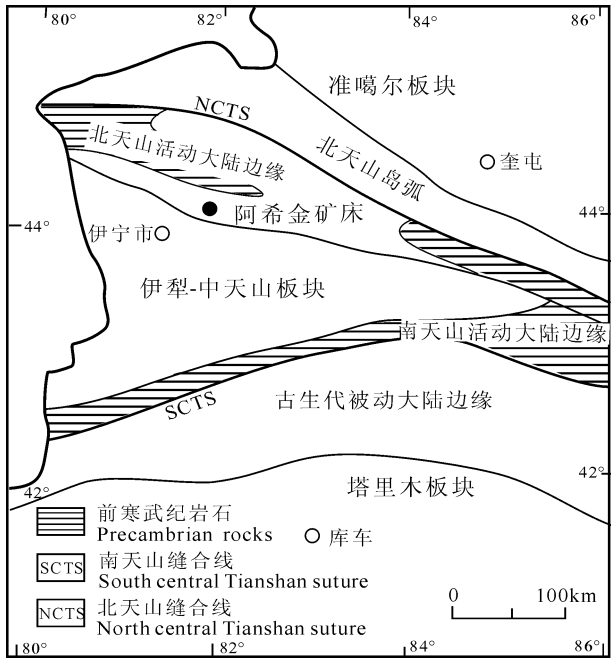 80°
82°
84°
86°
准噶尔板块
NCTS
北天山活动大陆边缘
北天山岛弧
奎屯
阿希金矿床
44°
44°
伊宁市
伊犁-中天山板块
南天山活动大陆边缘
SCTS
古生代被动大陆边缘
42°
42°
塔里木板块
前寒武纪岩石
Precambrian rocks
库车
SCTS
南天山缝合线
South central Tianshan suture
NCTS
北天山缝合线
North central Tianshan suture
0
100km
80°
82°
84°
86°